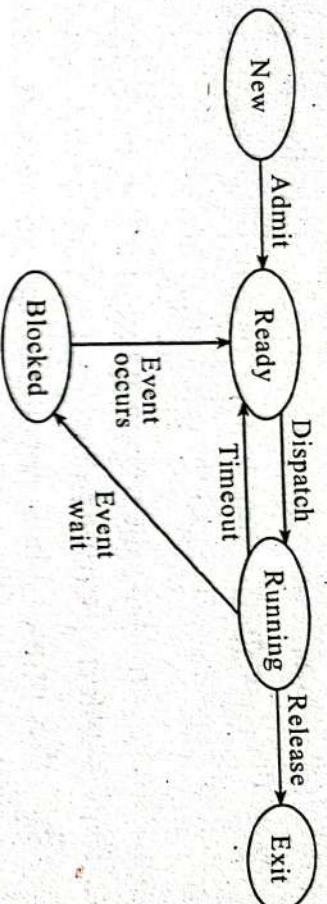 New
Admit
Ready
Dispatch
Timeout
Running
Release
Exit
Event
occurs
Event
wait
Blocked